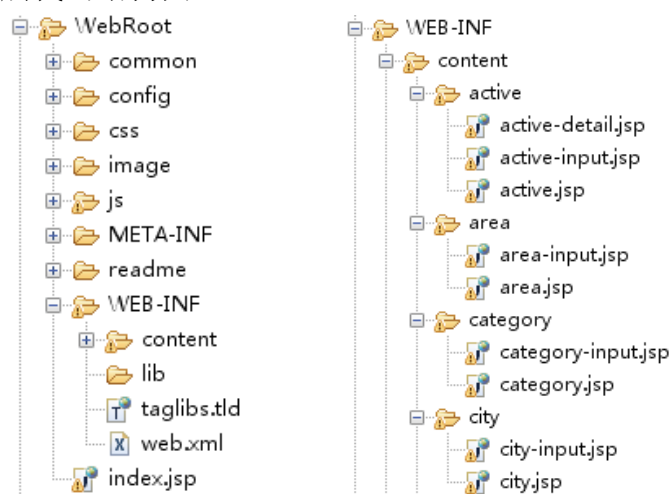 WebRoot
common
config
css
image
js
META-INF
readme
WEB-INF
content
lib
taglibs.tld
web.xml
index.jsp
WEB-INF
content
active
active-detail.jsp
active-input.jsp
active.jsp
area
area-input.jsp
area.jsp
category
category-input.jsp
category.jsp
city
city-input.jsp
city.jsp